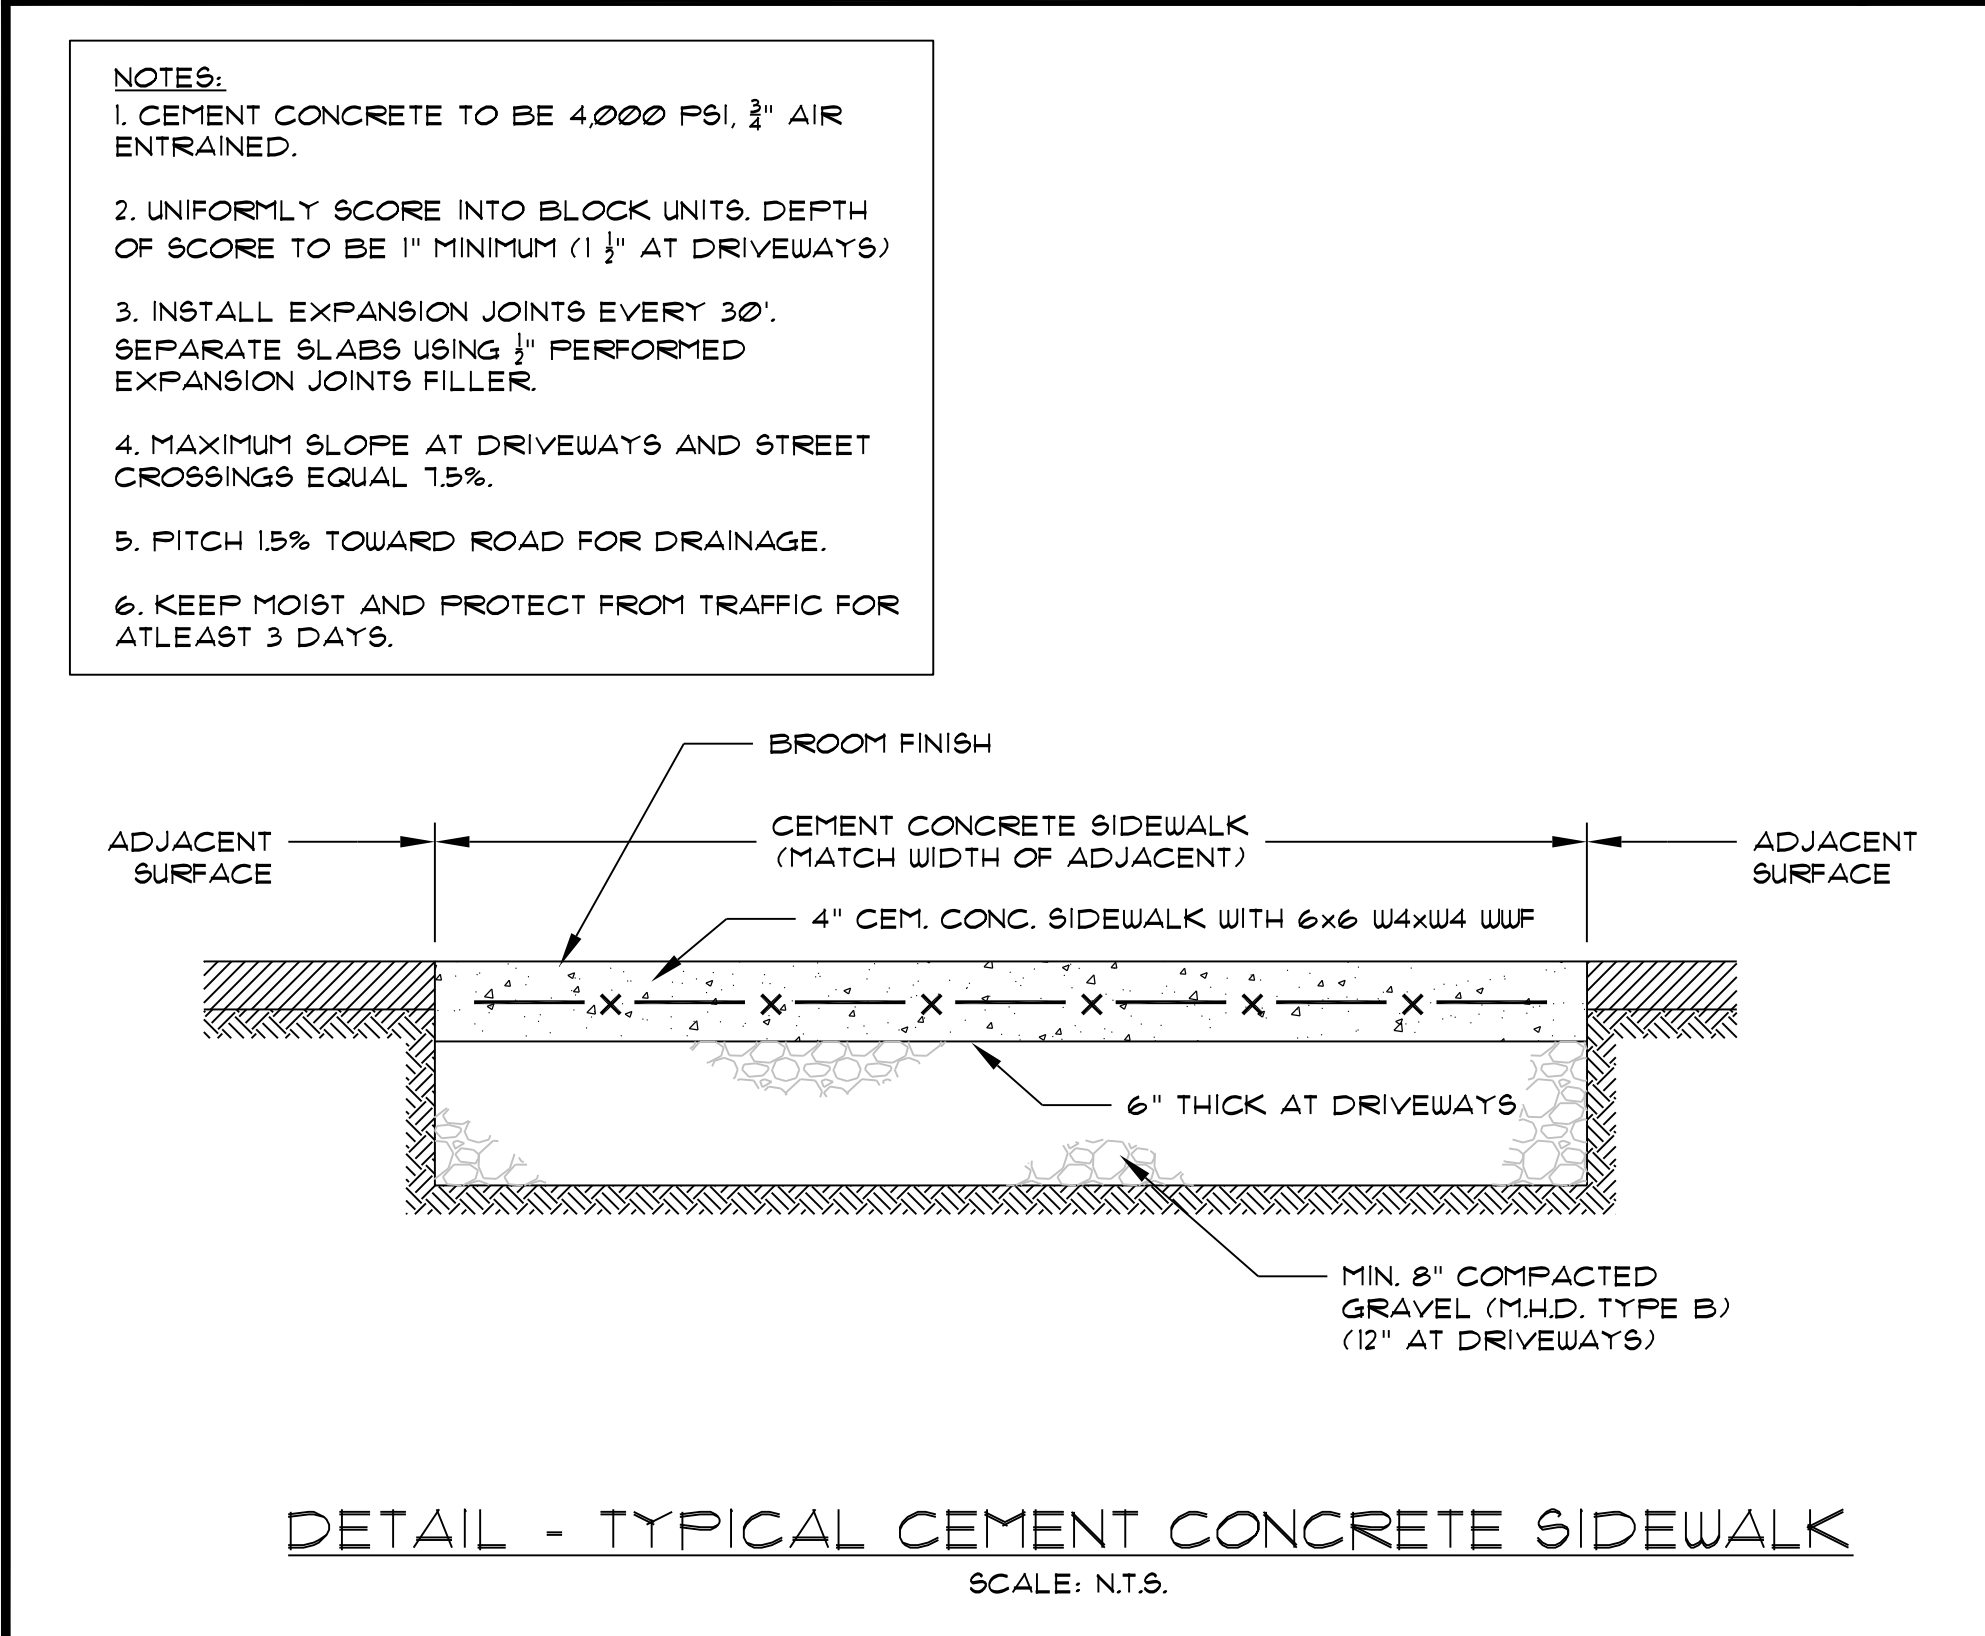 NOTES:
1. CEMENT CONCRETE TO BE 4,000 PSI, 3/4" AIR
ENTRAINED.
2. UNIFORMLY SCORE INTO BLOCK UNITS. DEPTH
OF SCORE TO BE 1" MINIMUM (1 1/2" AT DRIVEWAYS)
3. INSTALL EXPANSION JOINTS EVERY 30'.
SEPARATE SLABS USING 1/2" PERFORMED
EXPANSION JOINTS FILLER.
4. MAXIMUM SLOPE AT DRIVEWAYS AND STREET
CROSSINGS EQUAL 7.5%.
5. PITCH 1.5% TOWARD ROAD FOR DRAINAGE.
6. KEEP MOIST AND PROTECT FROM TRAFFIC FOR
ATLEAST 3 DAYS.
BROOM FINISH
ADJACENT
SURFACE
CEMENT CONCRETE SIDEWALK
(MATCH WIDTH OF ADJACENT)
ADJACENT
SURFACE
4" CEM. CONC. SIDEWALK WITH 6x6 W4xW4 WWF
6" THICK AT DRIVEWAYS
MIN. 8" COMPACTED
GRAVEL (M.H.D. TYPE B)
(12" AT DRIVEWAYS)
DETAIL - TYPICAL CEMENT CONCRETE SIDEWALK
SCALE: N.T.S.